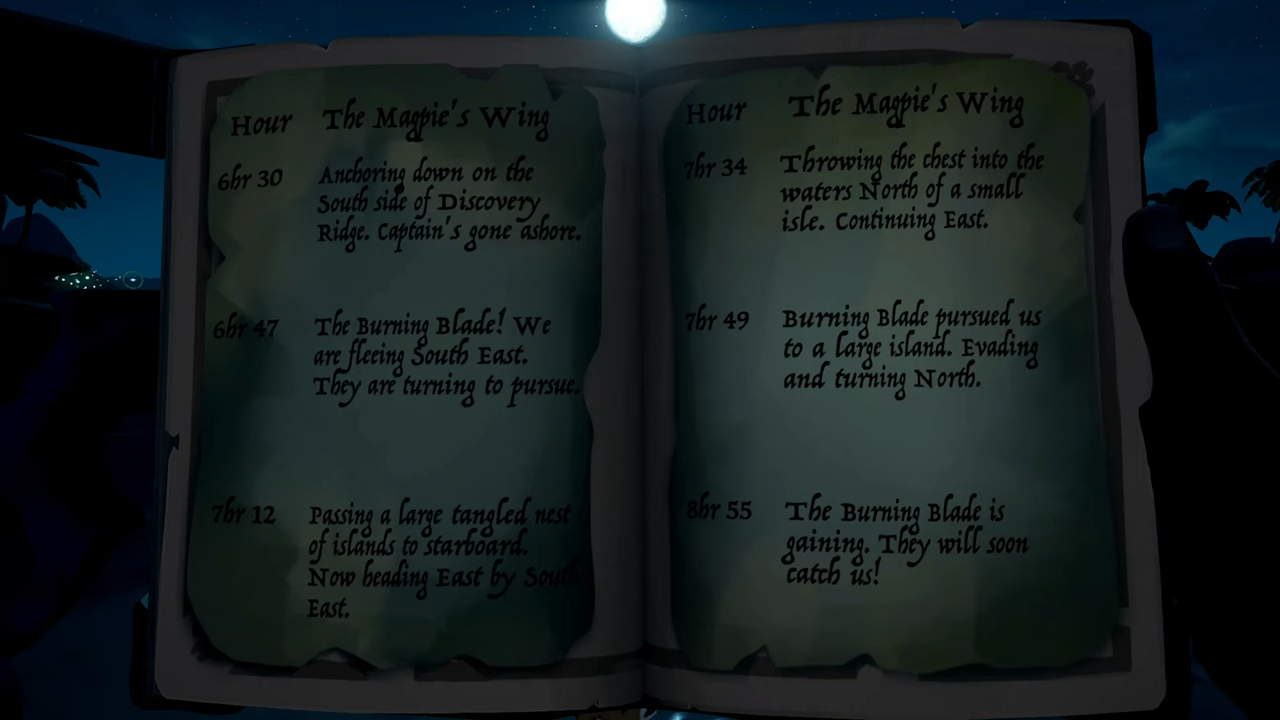 Hour The Magpie's Wing
6hr 30 Anchoring down on the
South side of Discovery
Ridge. Captain's gone ashore.
6hr 47 The Burning Blade! We
are fleeing South East.
They are turning to pursue.
7hr 12 Passing a large tangled nest
of islands to starboard.
Now heading East by South
East.
Hour The Magpie's Wing
7hr 34 Throwing the chest into the
waters North of a small
isle. Continuing East.
7hr 49 Burning Blade pursued us
to a large island. Evading
and turning North.
8hr 55 The Burning Blade is
gaining. They will soon
catch us!